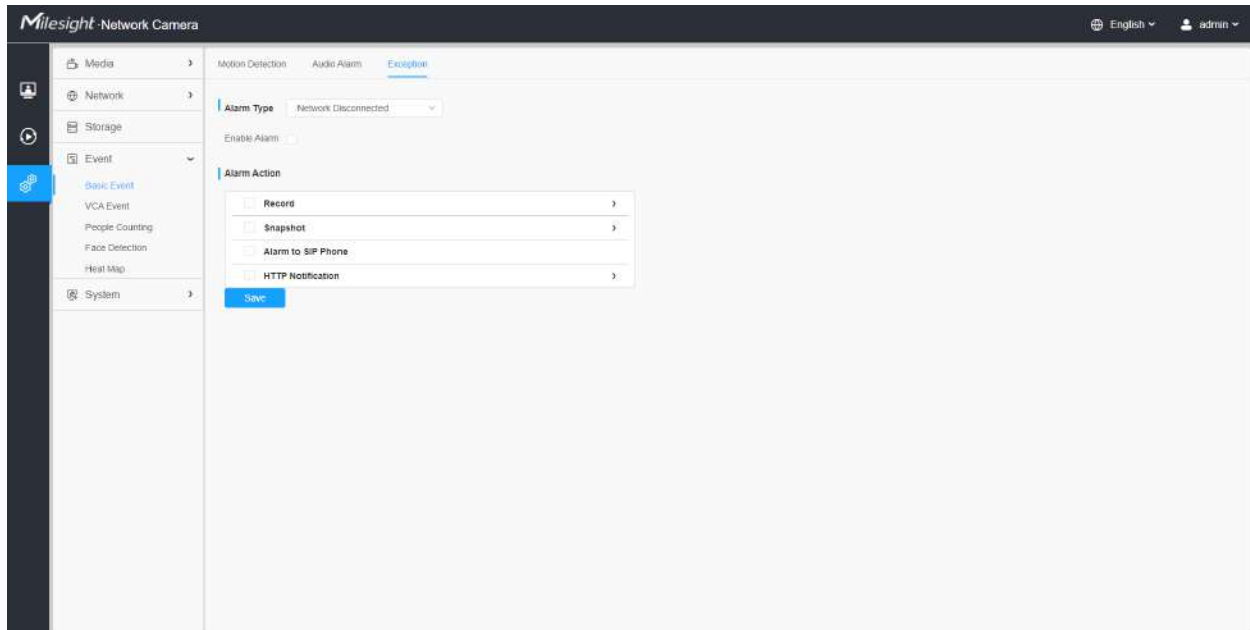 Milesight-Network Camera
English
admin
Media
Network
Storage
Event
Basic Event
VCA Event
People Counting
Face Detection
Heat Map
System
Motion Detection
Audio Alarm
Exception
Alarm Type
Network Disconnected
Enable Alarm
Alarm Action
Record
Snapshot
Alarm to SIP Phone
HTTP Notification
Save